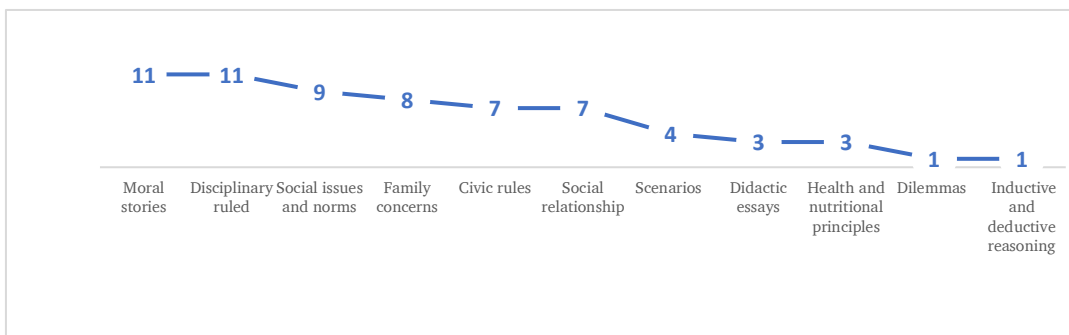 11
11
9
8
7
7
4
3
3
1
1
Moral
stories
Disciplinary
ruled
Social issues
and norms
Family
concerns
Civic rules
Social
relationship
Scenarios
Didactic
essays
Health and
nutritional
principles
Dilemmas
Inductive
and
deductive
reasoning